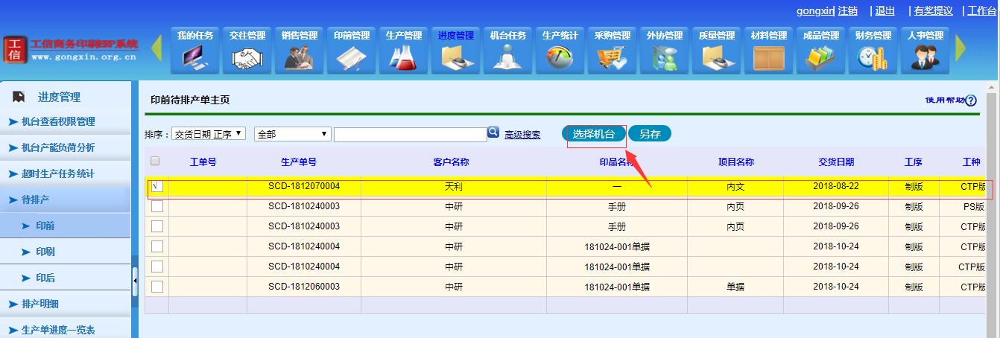 gongxin| 注销 | 退出 | 有奖提议 | 工作台
工信 工信商务印刷ERP系统
www.gongxin.org.cn
我的任务 交往管理 销售管理 印前管理 生产管理 进度管理 机台任务 生产统计 采购管理 外协管理 质量管理 材料管理 成品管理 财务管理 人事管理
进度管理
机台查看权限管理
机台产能负荷分析
超时生产任务统计
待排产
印前
印刷
印后
排产明细
生产单进度一览表
印前待排产单主页 使用帮助?
排序： 交货日期 正序 全部 高级搜索 选择机台 另存
工单号 生产单号 客户名称 印品名称 项目名称 交货日期 工序 工种
√ SCD-1812070004 天利 一 内文 2018-08-22 制版 CTP版
SCD-1810240003 中研 手册 内页 2018-09-26 制版 PS版
SCD-1810240003 中研 手册 内页 2018-09-26 制版 CTP版
SCD-1810240004 中研 181024-001单据 2018-10-24 制版 CTP版
SCD-1810240004 中研 181024-001单据 2018-10-24 制版 CTP版
SCD-1812060003 中研 181024-001单据 单据 2018-10-24 制版 CTP版